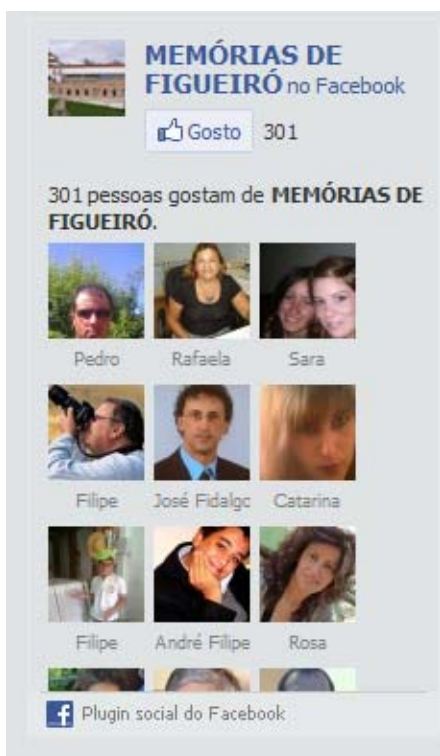 MEMÓRIAS DE
FIGUEIRÓ no Facebook
Gosto 301
301 pessoas gostam de MEMÓRIAS DE
FIGUEIRÓ.
Pedro Rafaela Sara
Filipe José Fidalgo Catarina
Filipe André Filipe Rosa
Plugin social do Facebook